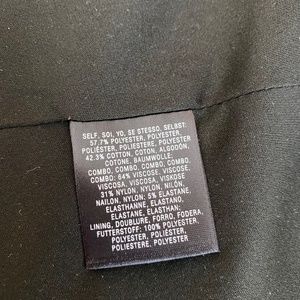 SELF, SOI, YO, SE STESSO, SELBST:
57.7% POLYESTER, POLYESTER,
POLIÉSTER, POLIESTERE, POLYESTER,
42.3% COTTON, COTON, ALGODÓN,
COTONE, BAUMWOLLE;
COMBO, COMBO, COMBO, COMBO,
COMBO: 64% VISCOSE, VISCOSE,
VISCOSA, VISCOSA, VISKOSE
31% NYLON, NYLON, NILÓN,
NAILON, NYLON; 5% ELASTANE,
ELASTHANNE, ELASTANO,
ELASTANE, ELASTHAN;
LINING, DOUBLURE, FORRO, FODERA,
FUTTERSTOFF: 100% POLYESTER,
POLYESTER, POLIÉSTER,
POLIESTERE, POLYESTER